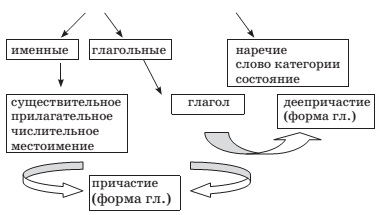 именные
глагольные
наречие
слово категории
состояние
существительное
прилагательное
числительное
местоимение
глагол
деепричастие
(форма гл.)
причастие
(форма гл.)